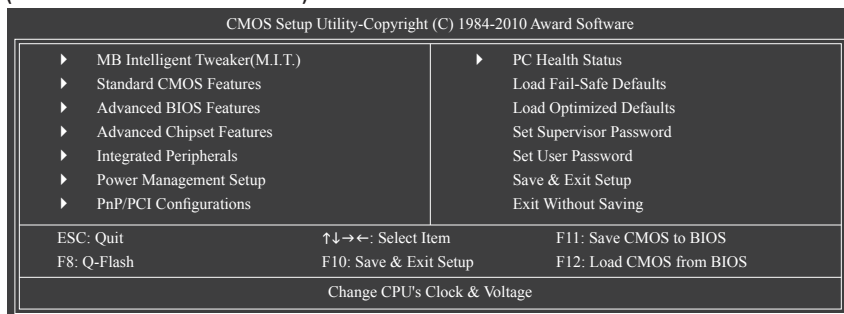 CMOS Setup Utility-Copyright (C) 1984-2010 Award Software
MB Intelligent Tweaker(M.I.T.)
Standard CMOS Features
Advanced BIOS Features
Advanced Chipset Features
Integrated Peripherals
Power Management Setup
PnP/PCI Configurations
PC Health Status
Load Fail-Safe Defaults
Load Optimized Defaults
Set Supervisor Password
Set User Password
Save & Exit Setup
Exit Without Saving
ESC: Quit ↑↓→←: Select Item F11: Save CMOS to BIOS
F8: Q-Flash F10: Save & Exit Setup F12: Load CMOS from BIOS
Change CPU's Clock & Voltage